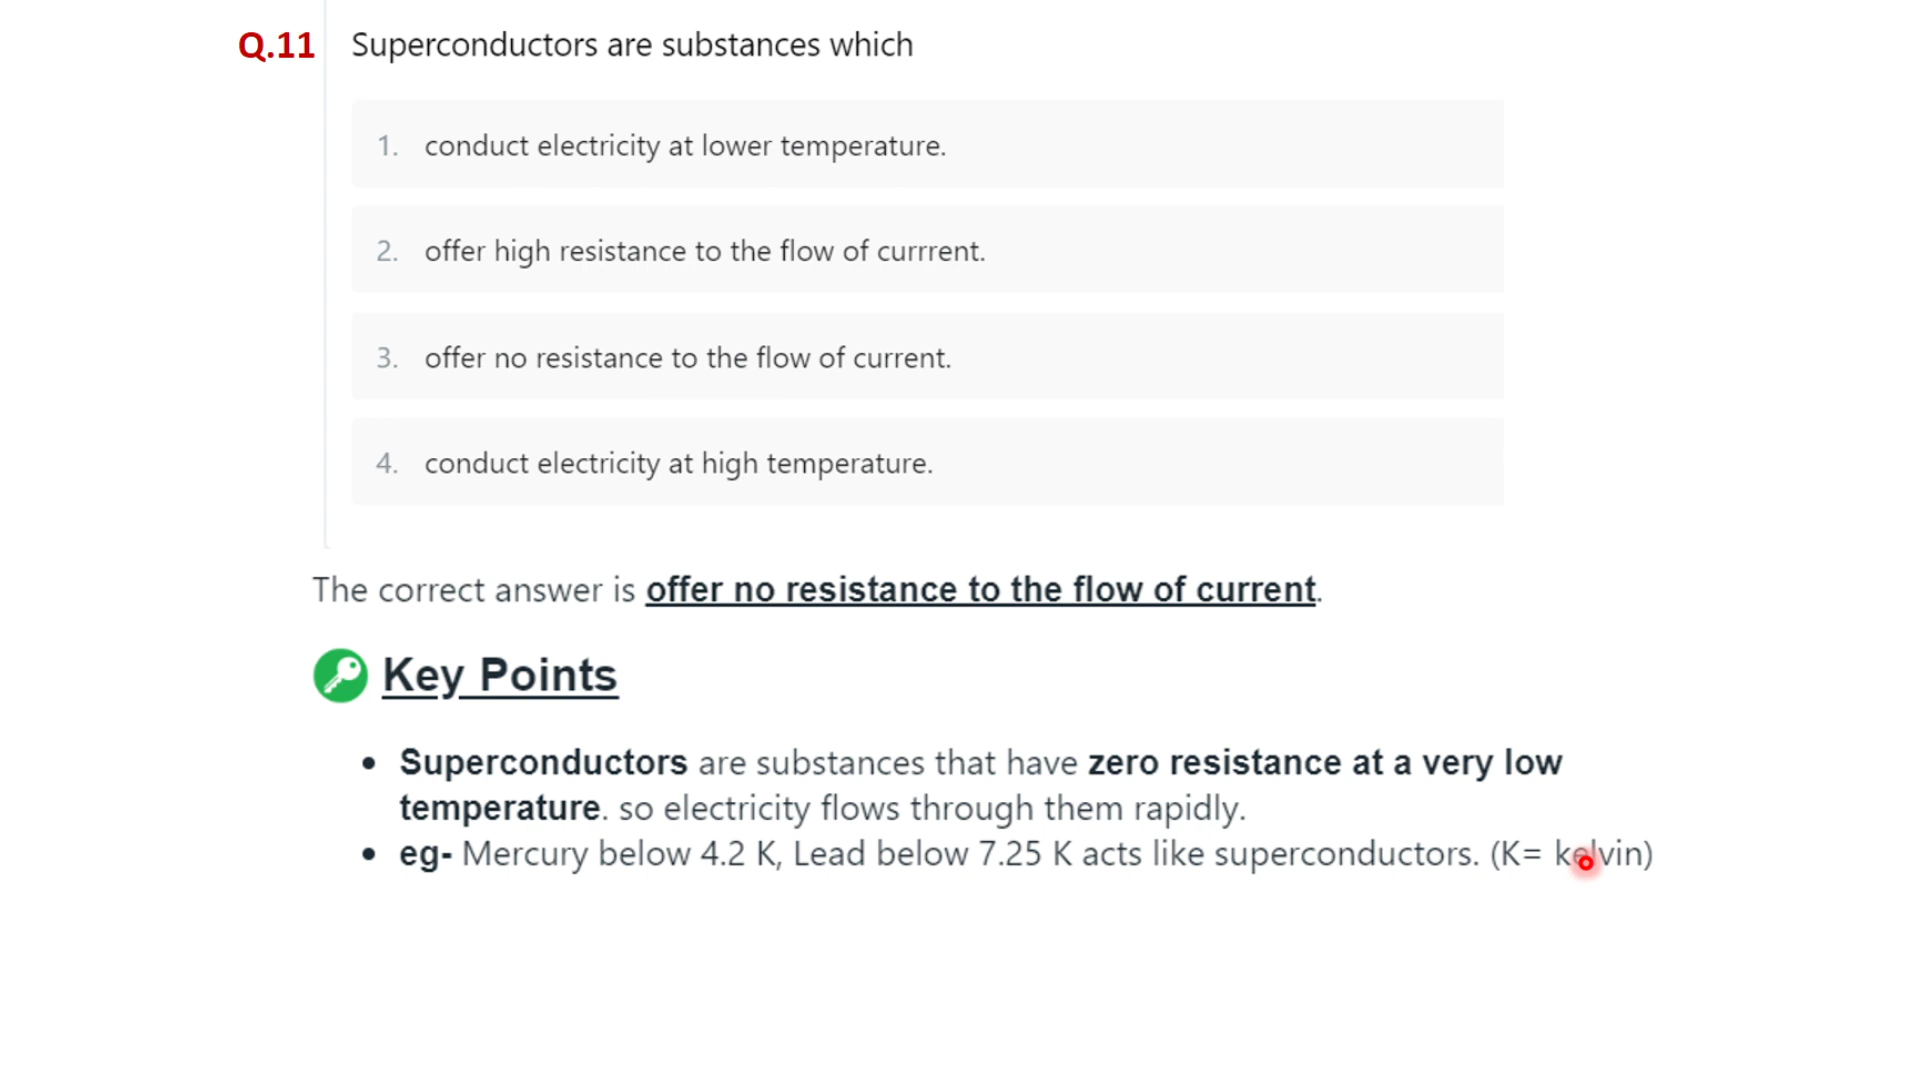 Q.11 Superconductors are substances which
1. conduct electricity at lower temperature.
2. offer high resistance to the flow of currrent.
3. offer no resistance to the flow of current.
4. conduct electricity at high temperature.
The correct answer is offer no resistance to the flow of current.
Key Points
• Superconductors are substances that have zero resistance at a very low
temperature. so electricity flows through them rapidly.
• eg- Mercury below 4.2 K, Lead below 7.25 K acts like superconductors. (K= kelvin)